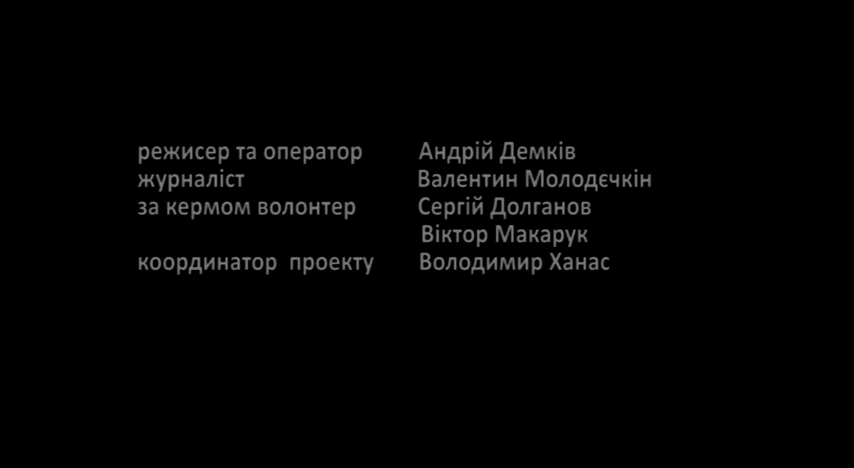 режисер та оператор Андрій Демків
журналіст Валентин Молодєчкін
за кермом волонтер Сергій Долганов
Віктор Макарук
координатор проекту Володимир Ханас